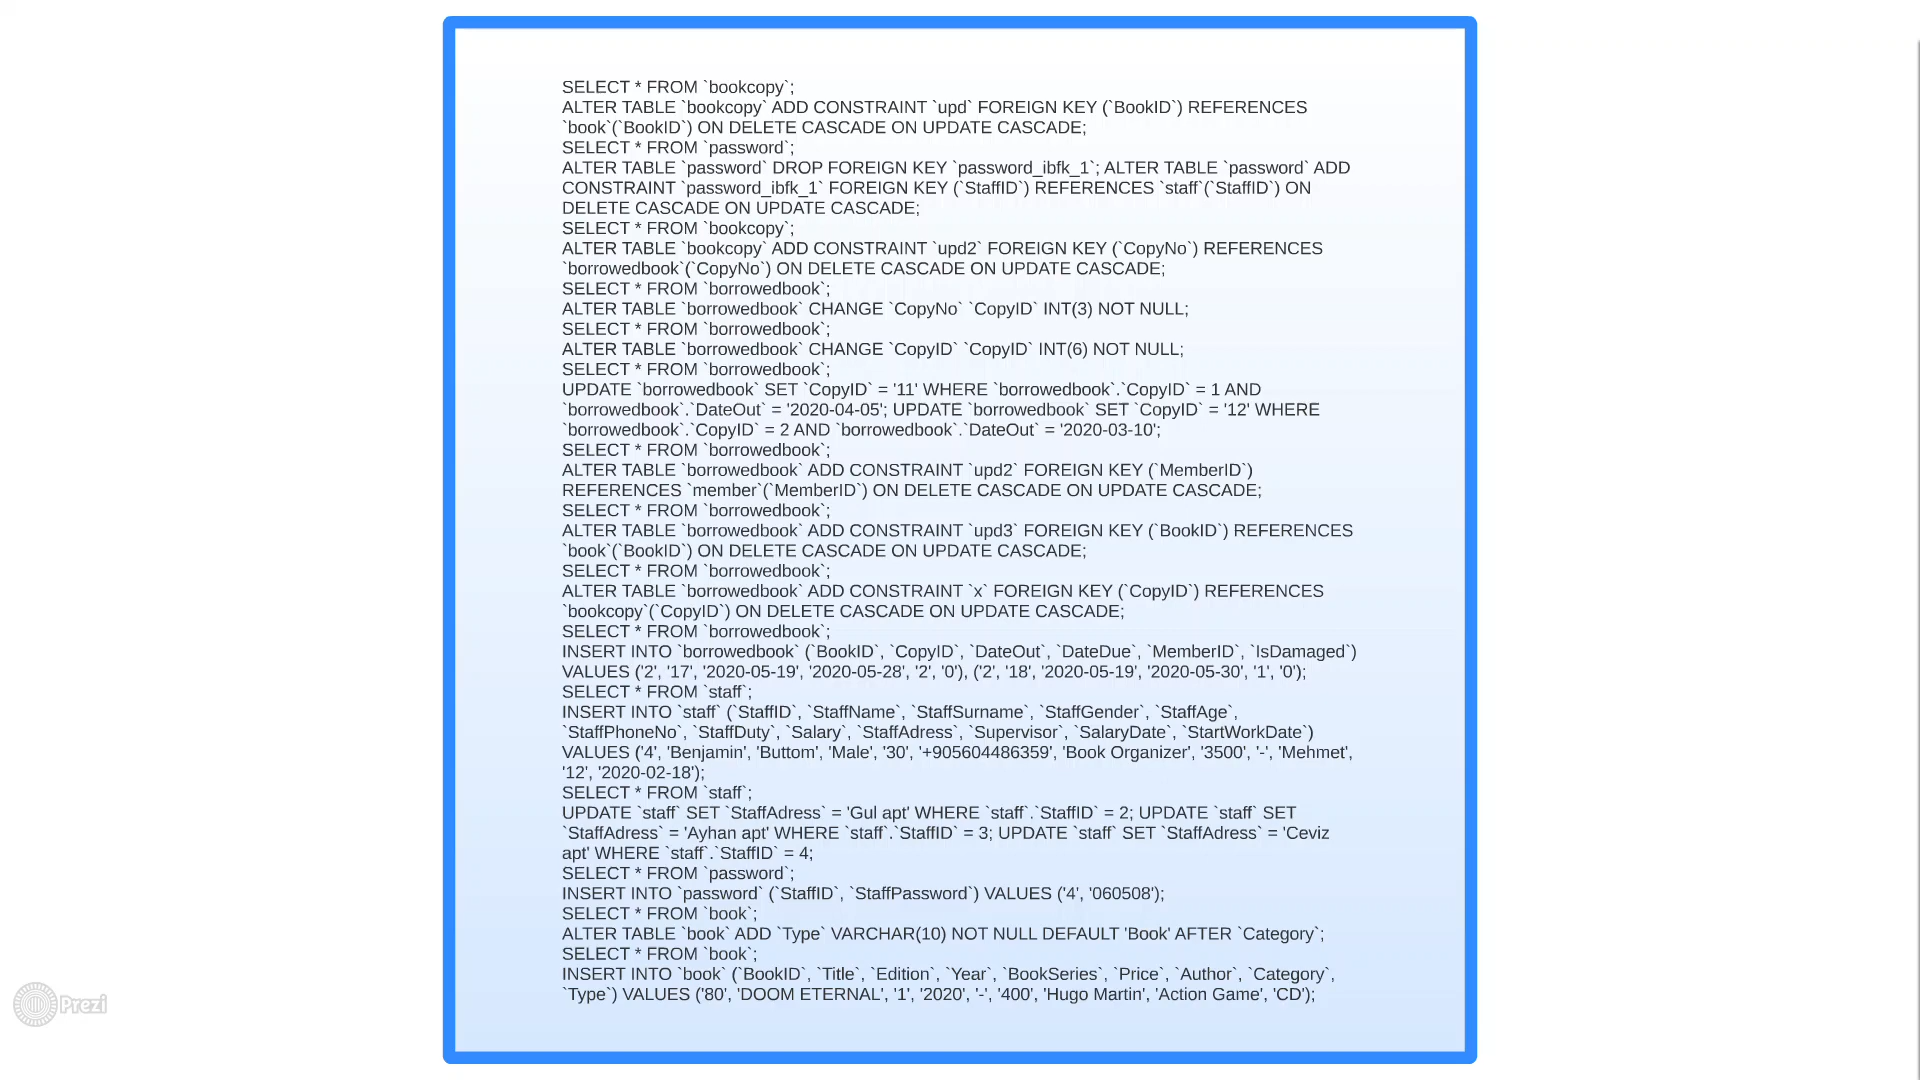 SELECT * FROM `bookcopy`;
ALTER TABLE `bookcopy` ADD CONSTRAINT `upd` FOREIGN KEY (`BookID`) REFERENCES
`book`(`BookID`) ON DELETE CASCADE ON UPDATE CASCADE;
SELECT * FROM `password`;
ALTER TABLE `password` DROP FOREIGN KEY `password_ibfk_1`; ALTER TABLE `password` ADD
CONSTRAINT `password_ibfk_1` FOREIGN KEY (`StaffID`) REFERENCES `staff`(`StaffID`) ON
DELETE CASCADE ON UPDATE CASCADE;
SELECT * FROM `bookcopy`;
ALTER TABLE `bookcopy` ADD CONSTRAINT `upd2` FOREIGN KEY (`CopyNo`) REFERENCES
`borrowedbook`(`CopyNo`) ON DELETE CASCADE ON UPDATE CASCADE;
SELECT * FROM `borrowedbook`;
ALTER TABLE `borrowedbook` CHANGE `CopyNo` `CopyID` INT(3) NOT NULL;
SELECT * FROM `borrowedbook`;
ALTER TABLE `borrowedbook` CHANGE `CopyID` `CopyID` INT(6) NOT NULL;
SELECT * FROM `borrowedbook`;
UPDATE `borrowedbook` SET `CopyID` = '11' WHERE `borrowedbook`.`CopyID` = 1 AND
`borrowedbook`.`DateOut` = '2020-04-05'; UPDATE `borrowedbook` SET `CopyID` = '12' WHERE
`borrowedbook`.`CopyID` = 2 AND `borrowedbook`.`DateOut` = '2020-03-10';
SELECT * FROM `borrowedbook`;
ALTER TABLE `borrowedbook` ADD CONSTRAINT `upd2` FOREIGN KEY (`MemberID`)
REFERENCES `member`(`MemberID`) ON DELETE CASCADE ON UPDATE CASCADE;
SELECT * FROM `borrowedbook`;
ALTER TABLE `borrowedbook` ADD CONSTRAINT `upd3` FOREIGN KEY (`BookID`) REFERENCES
`book`(`BookID`) ON DELETE CASCADE ON UPDATE CASCADE;
SELECT * FROM `borrowedbook`;
ALTER TABLE `borrowedbook` ADD CONSTRAINT `x` FOREIGN KEY (`CopyID`) REFERENCES
`bookcopy`(`CopyID`) ON DELETE CASCADE ON UPDATE CASCADE;
SELECT * FROM `borrowedbook`;
INSERT INTO `borrowedbook` (`BookID`, `CopyID`, `DateOut`, `DateDue`, `MemberID`, `IsDamaged`)
VALUES ('2', '17', '2020-05-19', '2020-05-28', '2', '0'), ('2', '18', '2020-05-19', '2020-05-30', '1', '0');
SELECT * FROM `staff`;
INSERT INTO `staff` (`StaffID`, `StaffName`, `StaffSurname`, `StaffGender`, `StaffAge`,
`StaffPhoneNo`, `StaffDuty`, `Salary`, `StaffAdress`, `Supervisor`, `SalaryDate`, `StartWorkDate`)
VALUES ('4', 'Benjamin', 'Buttom', 'Male', '30', '+905604486359', 'Book Organizer', '3500', '-', 'Mehmet',
'12', '2020-02-18');
SELECT * FROM `staff`;
UPDATE `staff` SET `StaffAdress` = 'Gul apt' WHERE `staff`.`StaffID` = 2; UPDATE `staff` SET
`StaffAdress` = 'Ayhan apt' WHERE `staff`.`StaffID` = 3; UPDATE `staff` SET `StaffAdress` = 'Ceviz
apt' WHERE `staff`.`StaffID` = 4;
SELECT * FROM `password`;
INSERT INTO `password` (`StaffID`, `StaffPassword`) VALUES ('4', '060508');
SELECT * FROM `book`;
ALTER TABLE `book` ADD `Type` VARCHAR(10) NOT NULL DEFAULT 'Book' AFTER `Category`;
SELECT * FROM `book`;
INSERT INTO `book` (`BookID`, `Title`, `Edition`, `Year`, `BookSeries`, `Price`, `Author`, `Category`,
`Type`) VALUES ('80', 'DOOM ETERNAL', '1', '2020', '-', '400', 'Hugo Martin', 'Action Game', 'CD');
Prezi